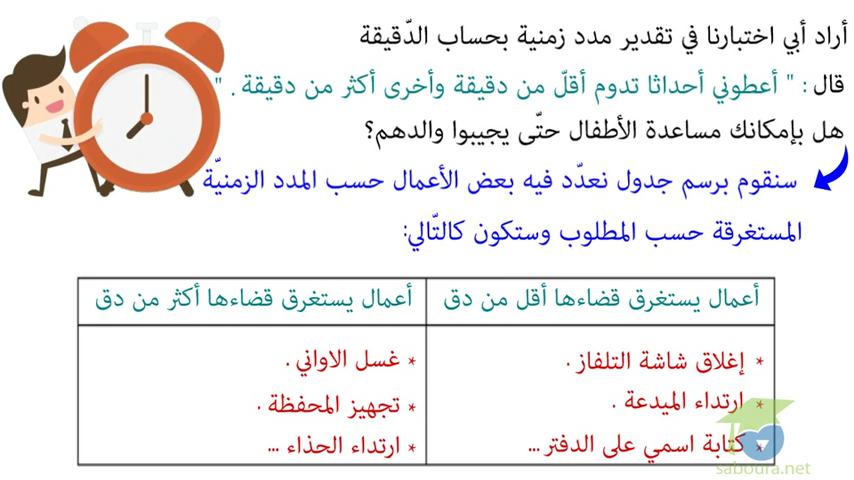 أراد أبي اختبارنا في تقدير مدد زمنية بحساب الدّقيقة
قال : " أعطوني أحداثا تدوم أقلّ من دقيقة وأخرى أكثر من دقيقة . "
هل بإمكانك مساعدة الأطفال حتّى يجيبوا والدهم؟
سنقوم برسم جدول نعدّد فيه بعض الأعمال حسب المدد الزمنيّة
المستغرقة حسب المطلوب وستكون كالتّالي:
أعمال يستغرق قضاءها أقل من دق
أعمال يستغرق قضاءها أكثر من دق
* إغلاق شاشة التلفاز .
* غسل الاواني .
* ارتداء الميدعة .
* تجهيز المحفظة .
* كتابة اسمي على الدفتر ...
* ارتداء الحذاء ...
saboura.net